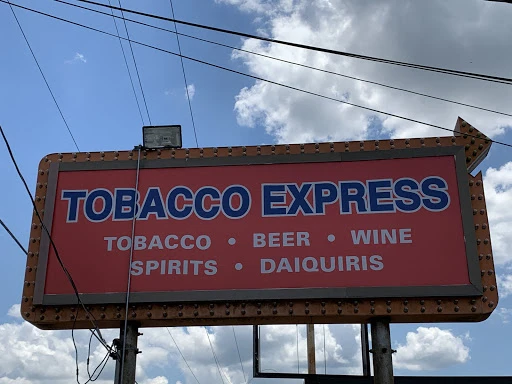 TOBACCO EXPRESS
TOBACCO • BEER • WINE
SPIRITS • DAIQUIRIS